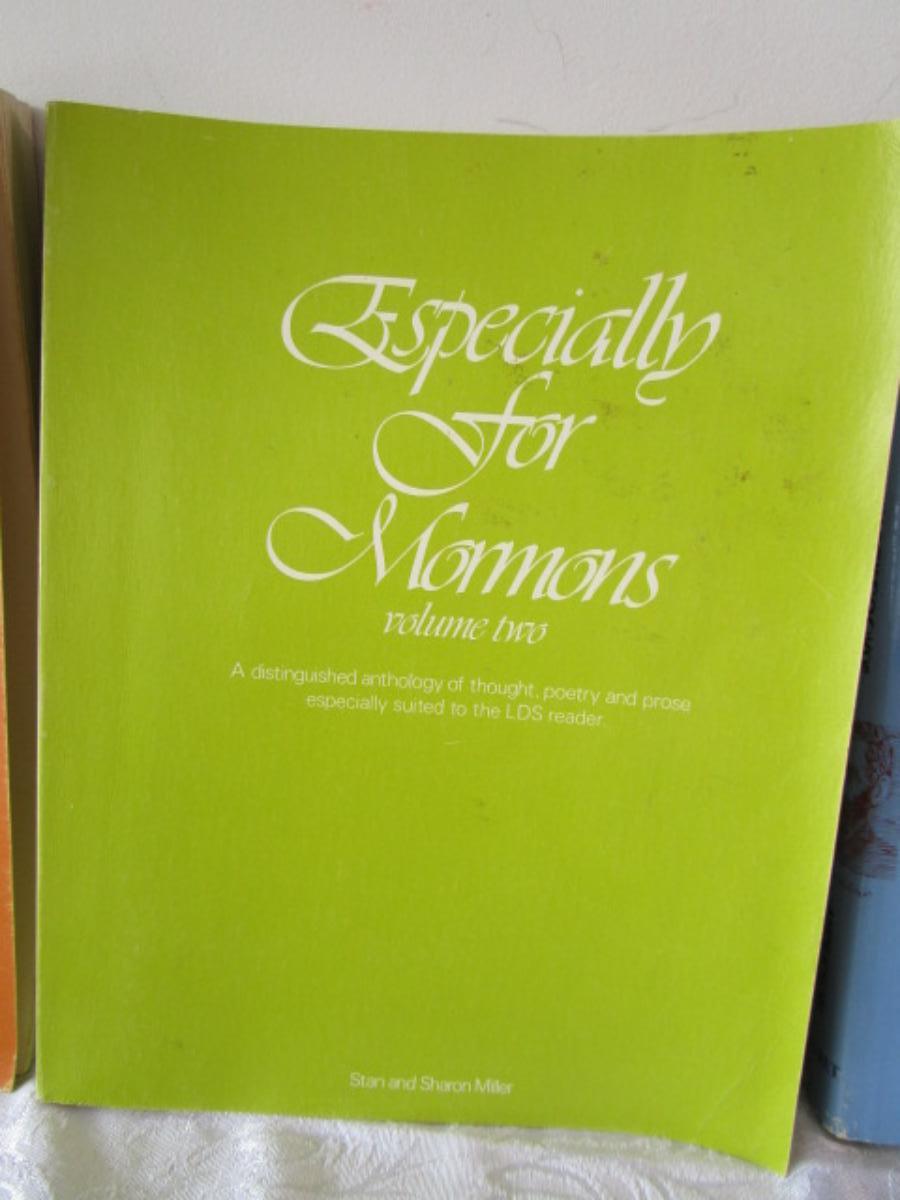 Especially
for
Mormons
volume two
A distinguished anthology of thought, poetry and prose
especially suited to the LDS reader.
Stan and Sharon Miller